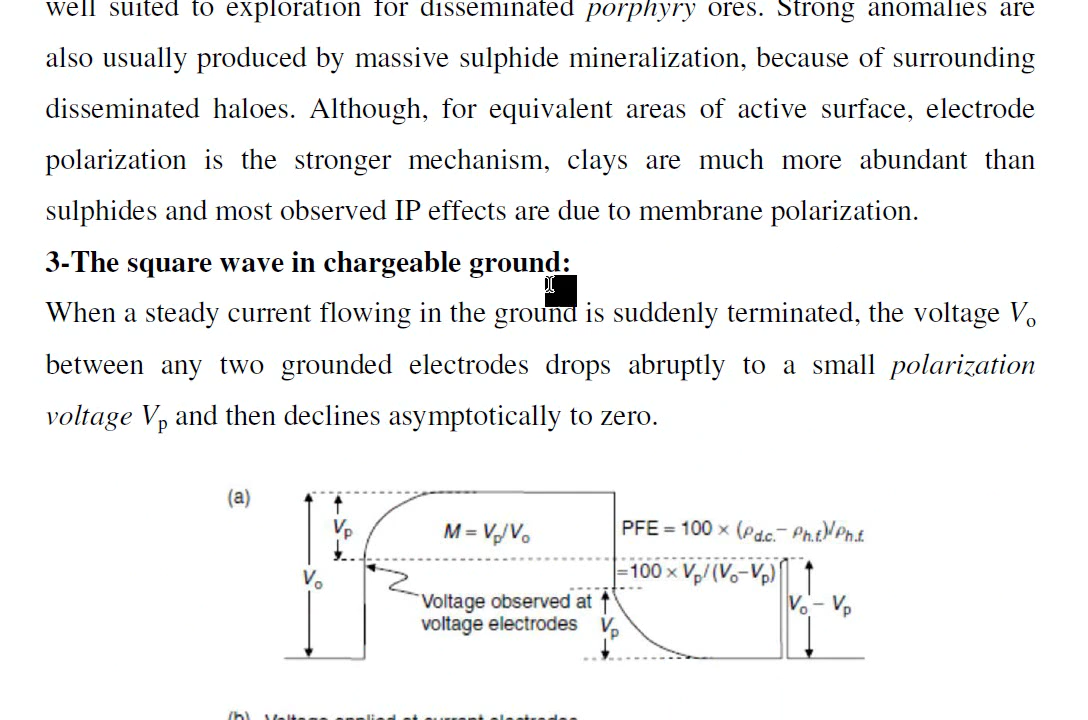 well suited to exploration for disseminated porphyry ores. Strong anomalies are
also usually produced by massive sulphide mineralization, because of surrounding
disseminated haloes. Although, for equivalent areas of active surface, electrode
polarization is the stronger mechanism, clays are much more abundant than
sulphides and most observed IP effects are due to membrane polarization.
3-The square wave in chargeable ground:
When a steady current flowing in the ground is suddenly terminated, the voltage Vo
between any two grounded electrodes drops abruptly to a small polarization
voltage Vp and then declines asymptotically to zero.
(a)
Vp
M = Vp/Vo
PFE = 100 × (ρd.c.– ρh.f.)/ρh.f.
=100 × Vp/(Vo–Vp)
Vo
Voltage observed at
voltage electrodes
Vp
Vo – Vp
(b) Voltage applied at current electrodes